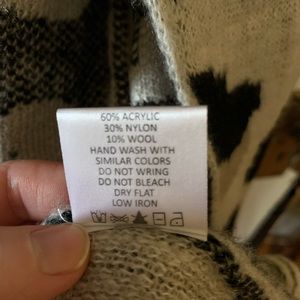 60% ACRYLIC
30% NYLON
10% WOOL
HAND WASH WITH
SIMILAR COLORS
DO NOT WRING
DO NOT BLEACH
DRY FLAT
LOW IRON